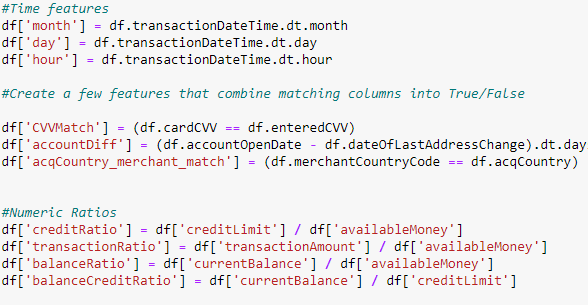 #Time features
df['month'] = df.transactionDateTime.dt.month
df['day'] = df.transactionDateTime.dt.day
df['hour'] = df.transactionDateTime.dt.hour
#Create a few features that combine matching columns into True/False
df['CVVMatch'] = (df.cardCVV == df.enteredCVV)
df['accountDiff'] = (df.accountOpenDate - df.dateOfLastAddressChange).dt.day
df['acqCountry_merchant_match'] = (df.merchantCountryCode == df.acqCountry)
#Numeric Ratios
df['creditRatio'] = df['creditLimit'] / df['availableMoney']
df['transactionRatio'] = df['transactionAmount'] / df['availableMoney']
df['balanceRatio'] = df['currentBalance'] / df['availableMoney']
df['balanceCreditRatio'] = df['currentBalance'] / df['creditLimit']